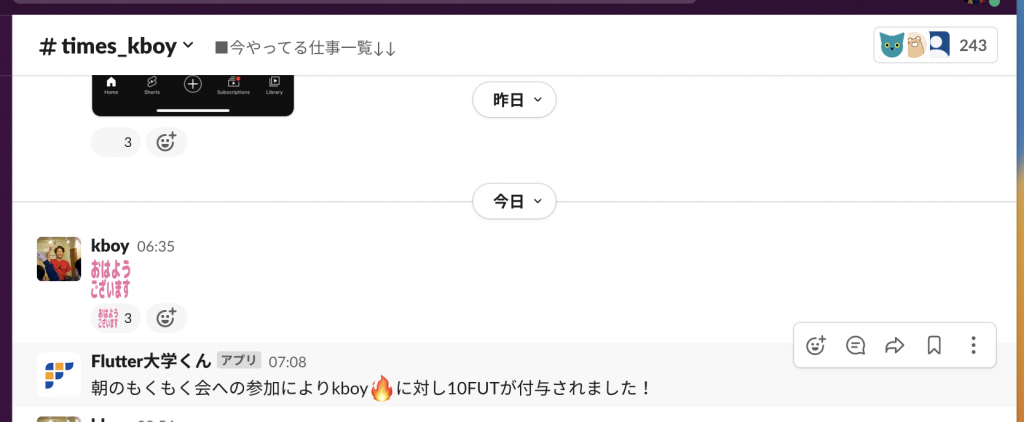 # times_kboy
■今やってる仕事一覧↓↓
243
Home Shorts Subscriptions Library
昨日
3
今日
kboy 06:35
おはよう
ございます
おはよう
ございます
3
Flutter大学くん アプリ 07:08
朝のもくもく会への参加によりkboy🔥に対し10FUTが付与されました！